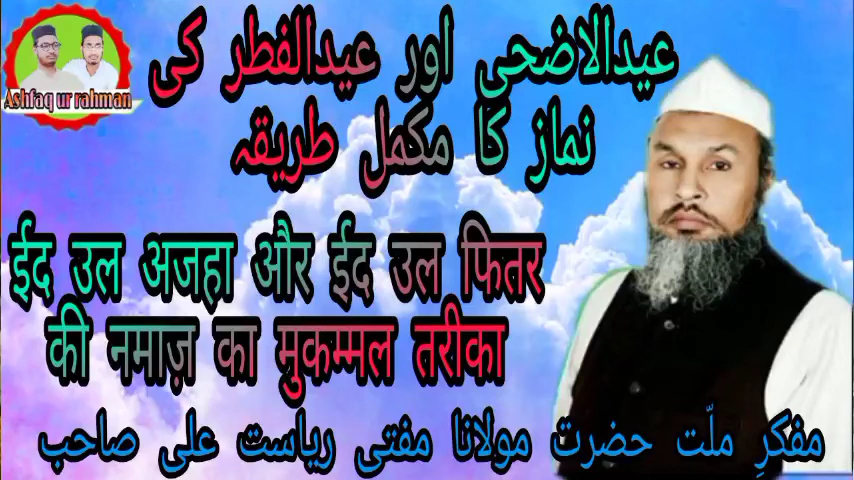 Ashfaq ur rahman
عیدالاضحی اور عیدالفطر کی
نماز کا مکمل طریقہ
ईद उल अजहा और ईद उल फितर
की नमाज़ का मुकम्मल तरीका
مفکرِ ملّت حضرت مولانا مفتی ریاست علی صاحب